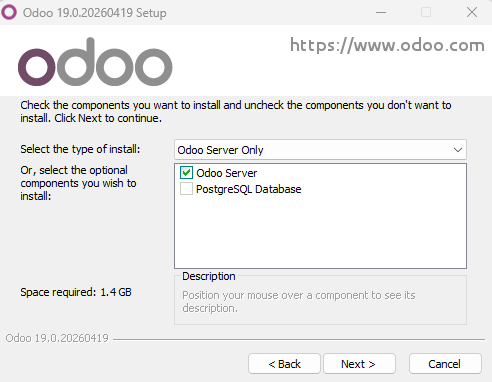 Odoo 19.0.20260419 Setup
odoo
https://www.odoo.com
Check the components you want to install and uncheck the components you don't want to
install. Click Next to continue.
Select the type of install:
Odoo Server Only
Or, select the optional
components you wish to
install:
Odoo Server
PostgreSQL Database
Description
Position your mouse over a component to see its
description.
Space required: 1.4 GB
Odoo 19.0.20260419
< Back
Next >
Cancel